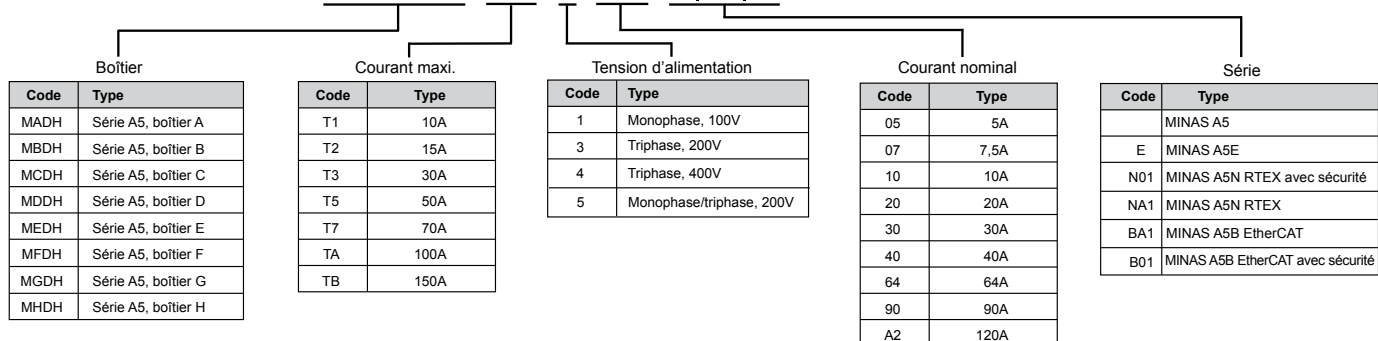 Boîtier
Code Type
MADH Série A5, boîtier A
MBDH Série A5, boîtier B
MCDH Série A5, boîtier C
MDDH Série A5, boîtier D
MEDH Série A5, boîtier E
MFDH Série A5, boîtier F
MGDH Série A5, boîtier G
MHDH Série A5, boîtier H
Courant maxi.
Code Type
T1 10A
T2 15A
T3 30A
T5 50A
T7 70A
TA 100A
TB 150A
Tension d'alimentation
Code Type
1 Monophase, 100V
3 Triphase, 200V
4 Triphase, 400V
5 Monophase/triphase, 200V
Courant nominal
Code Type
05 5A
07 7,5A
10 10A
20 20A
30 30A
40 40A
64 64A
90 90A
A2 120A
Série
Code Type
MINAS A5
E MINAS A5E
N01 MINAS A5N RTEX avec sécurité
NA1 MINAS A5N RTEX
BA1 MINAS A5B EtherCAT
B01 MINAS A5B EtherCAT avec sécurité